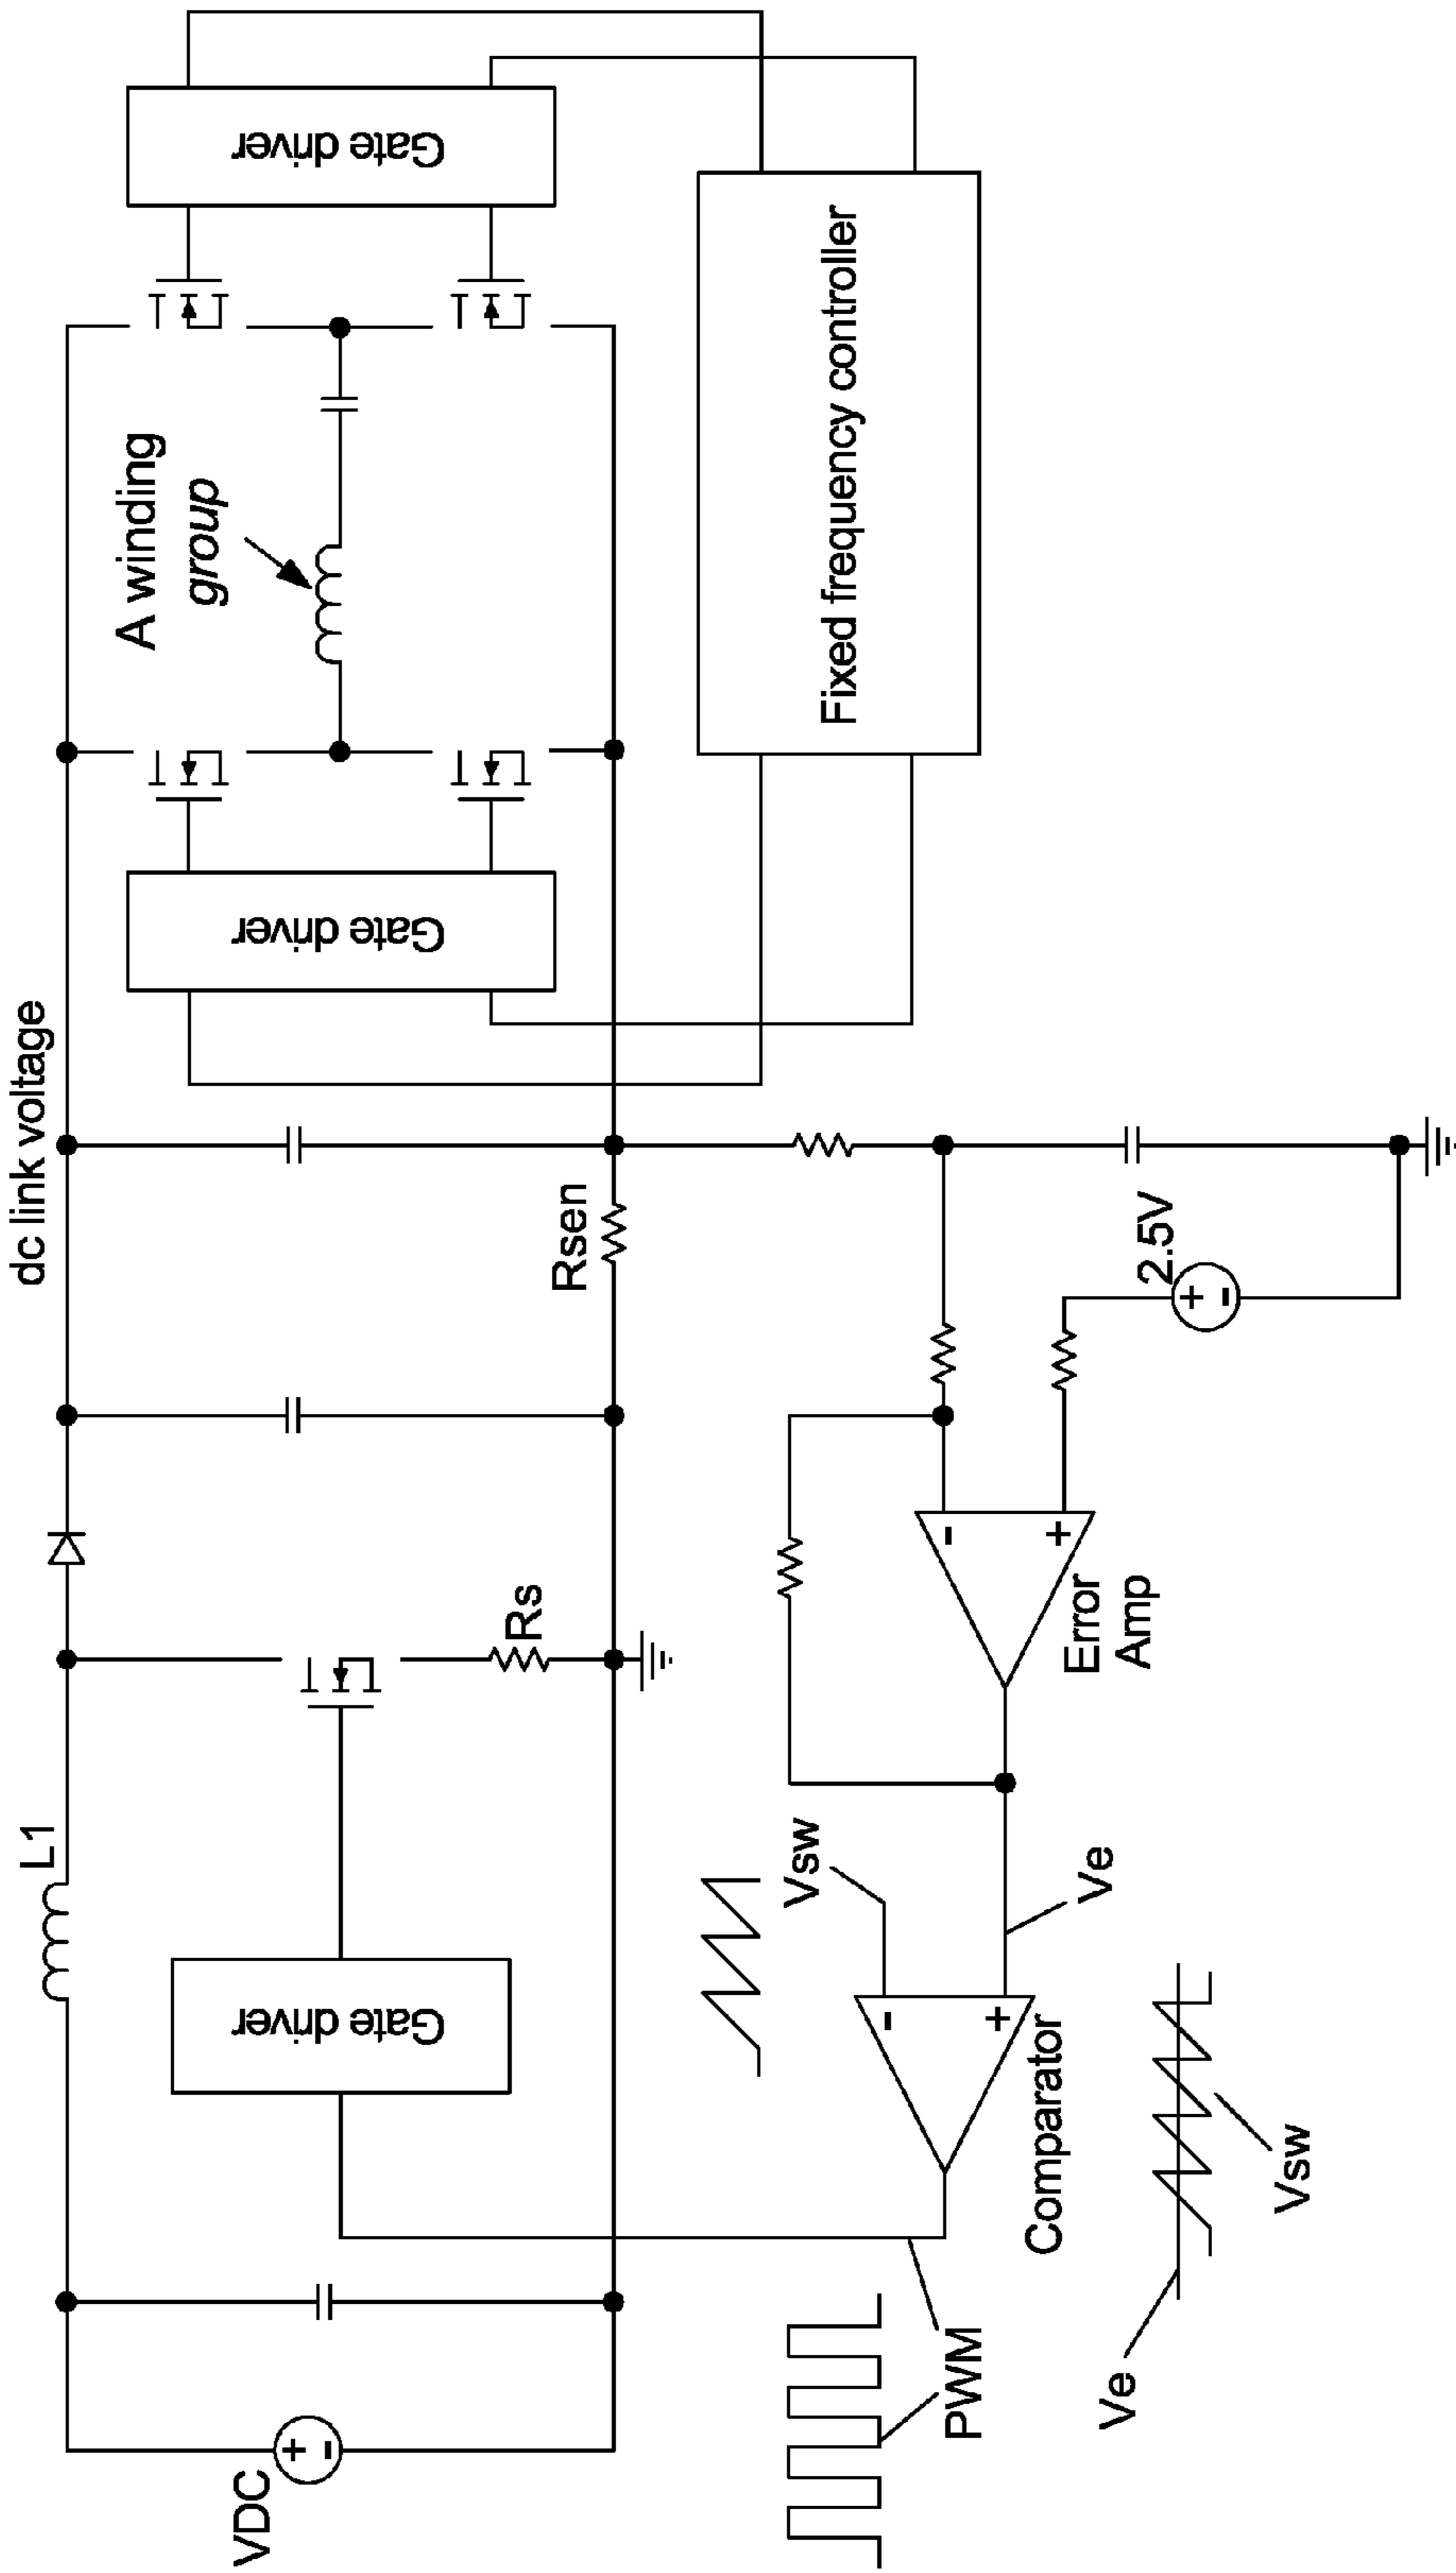 VDC
L1
Gate driver
Rs
dc link voltage
Rsen
Gate driver
A winding
group
Gate driver
Fixed frequency controller
PWM
Vsw
Comparator
Ve
Error
Amp
2.5V
Ve
Vsw
+
-
-
+
-
+
+
-